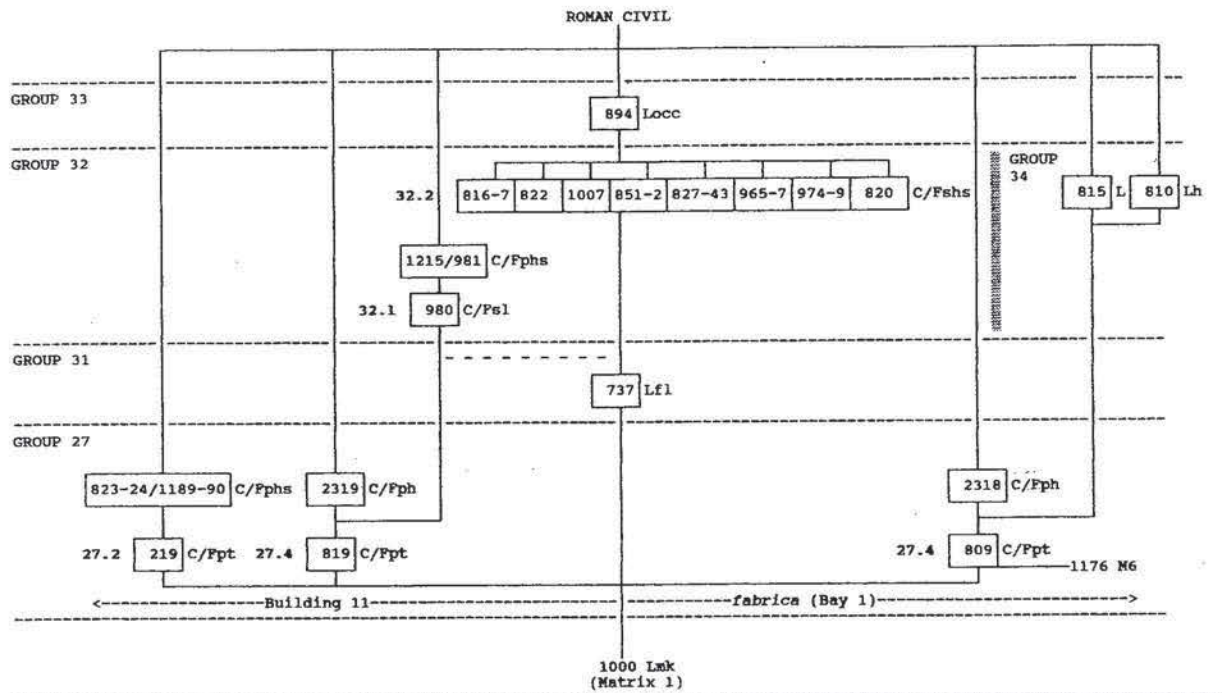 ROMAN CIVIL
GROUP 33
894 Locc
GROUP 32
GROUP
34
32.2 816-7 822 1007 851-2 827-43 965-7 974-9 820 C/Fshs
815 L 810 Lh
1215/981 C/Fphs
32.1 980 C/Fsl
GROUP 31
737 Lfl
GROUP 27
823-24/1189-90 C/Fphs 2319 C/Fph 2318 C/Fph
27.2 219 C/Fpt 27.4 819 C/Fpt 27.4 809 C/Fpt
1176 M6
<--------Building 11--------fabrica (Bay 1)-------->
1000 Lmk
(Matrix 1)